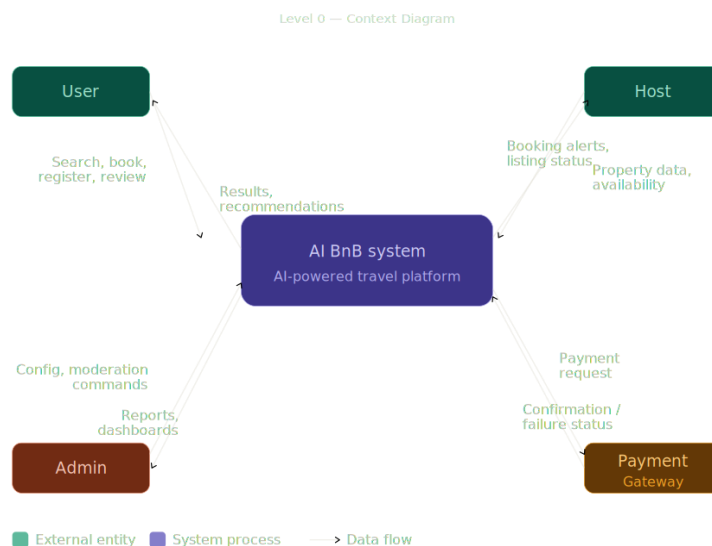 Level 0 — Context Diagram
User
Host
Search, book,
register, review
Booking alerts,
listing status
Property data,
availability
Results,
recommendations
AI BnB system
AI-powered travel platform
Config, moderation
commands
Payment
request
Reports,
dashboards
Confirmation /
failure status
Admin
Payment
Gateway
External entity
System process
Data flow